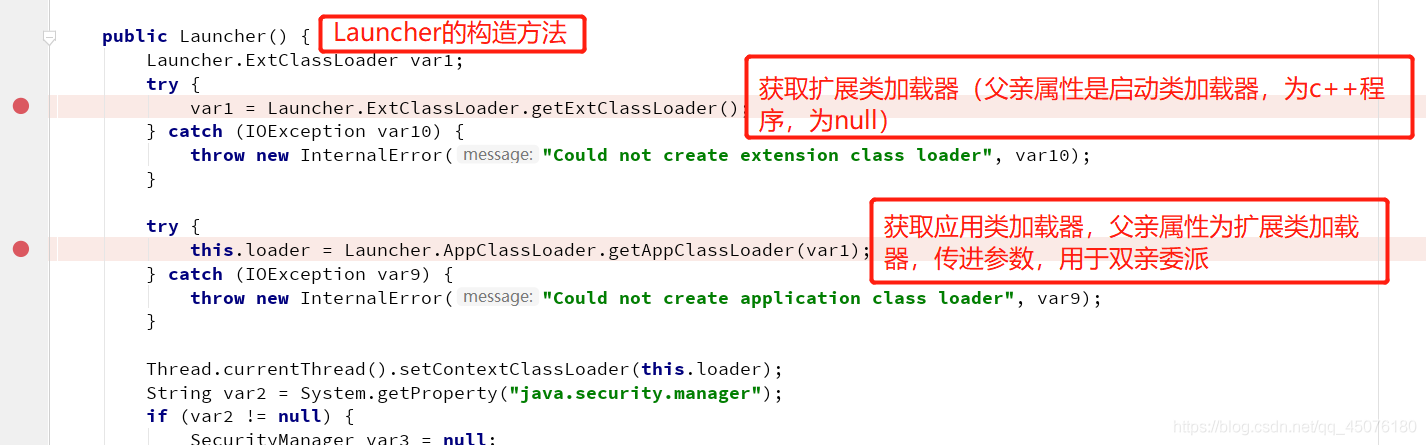 public Launcher() { Launcher的构造方法
Launcher.ExtClassLoader var1;
try {
var1 = Launcher.ExtClassLoader.getExtClassLoader();
获取扩展类加载器（父亲属性是启动类加载器，为c++程
序，为null）
} catch (IOException var10) {
throw new InternalError( message: "Could not create extension class loader", var10);
}
try {
this.loader = Launcher.AppClassLoader.getAppClassLoader(var1);
获取应用类加载器，父亲属性为扩展类加载
器，传进参数，用于双亲委派
} catch (IOException var9) {
throw new InternalError( message: "Could not create application class loader", var9);
}
Thread.currentThread().setContextClassLoader(this.loader);
String var2 = System.getProperty("java.security.manager");
if (var2 != null) {
SecurityManager var3 = null;
https://blog.csdn.net/qq_45076180